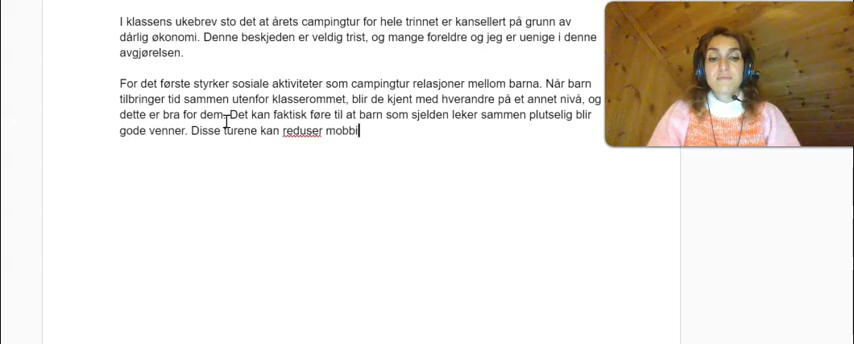 I klassens ukebrev sto det at årets campingtur for hele trinnet er kansellert på grunn av
dårlig økonomi. Denne beskjeden er veldig trist, og mange foreldre og jeg er uenige i denne
avgjørelsen.
For det første styrker sosiale aktiviteter som campingtur relasjoner mellom barna. Når barn
tilbringer tid sammen utenfor klasserommet, blir de kjent med hverandre på et annet nivå, og
dette er bra for dem. Det kan faktisk føre til at barn som sjelden leker sammen plutselig blir
gode venner. Disse turene kan reduser mobbi